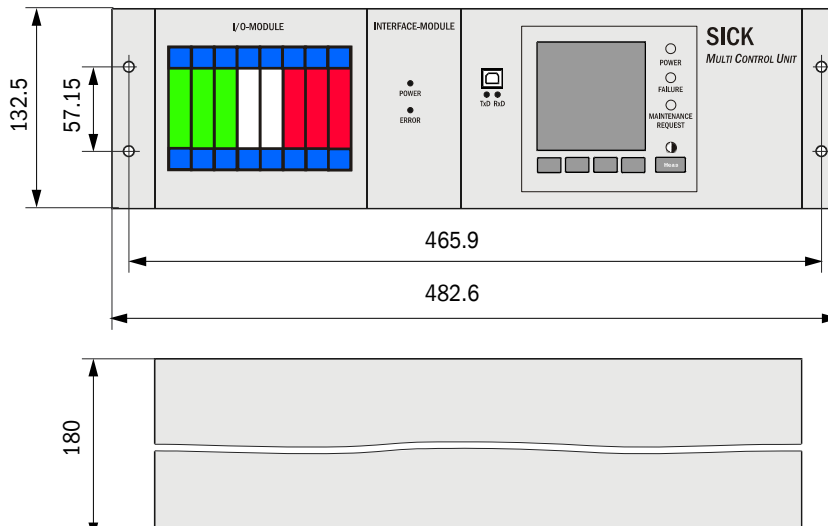 I/O-MODULE
INTERFACE-MODULE
SICK
MULTI CONTROL UNIT
POWER
ERROR
TxD RxD
POWER
FAILURE
MAINTENANCE
REQUEST
Meas
132.5
57.15
465.9
482.6
180